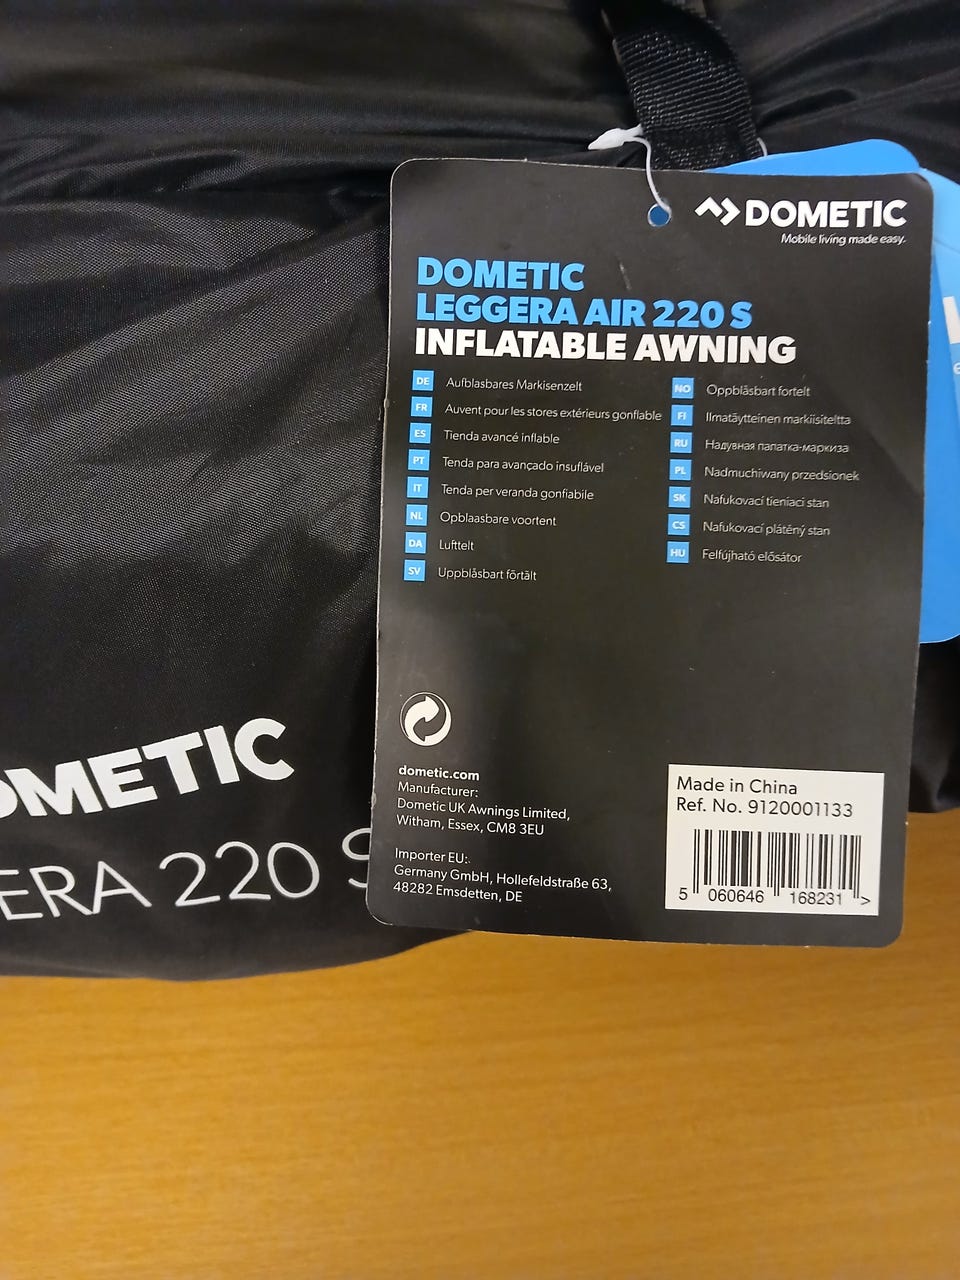 DOMETIC
Mobile living made easy.
DOMETIC
LEGGERA AIR 220 S
INFLATABLE AWNING
DE Aufblasbares Markisenzelt
FR Auvent pour les stores extérieurs gonflable
ES Tienda avancé inflable
PT Tenda para avançado insuflável
IT Tenda per veranda gonfiabile
NL Opblaasbare voortent
DA Lufttelt
SV Uppblåsbart förtält
NO Oppblåsbart fortelt
FI Ilmatäytteinen markiisiteltta
RU Надувная папатка-маркиза
PL Nadmuchiwany przedsionek
SK Nafukovací tieniaci stan
CS Nafukovací plátěný stan
HU Felfújható elősátor
dometic.com
Manufacturer:
Dometic UK Awnings Limited,
Witham, Essex, CM8 3EU
Importer EU:
Germany GmbH, Hollefeldstraße 63,
48282 Emsdetten, DE
Made in China
Ref. No. 9120001133
5 060646 168231 >
OMETIC
ERA 220 S